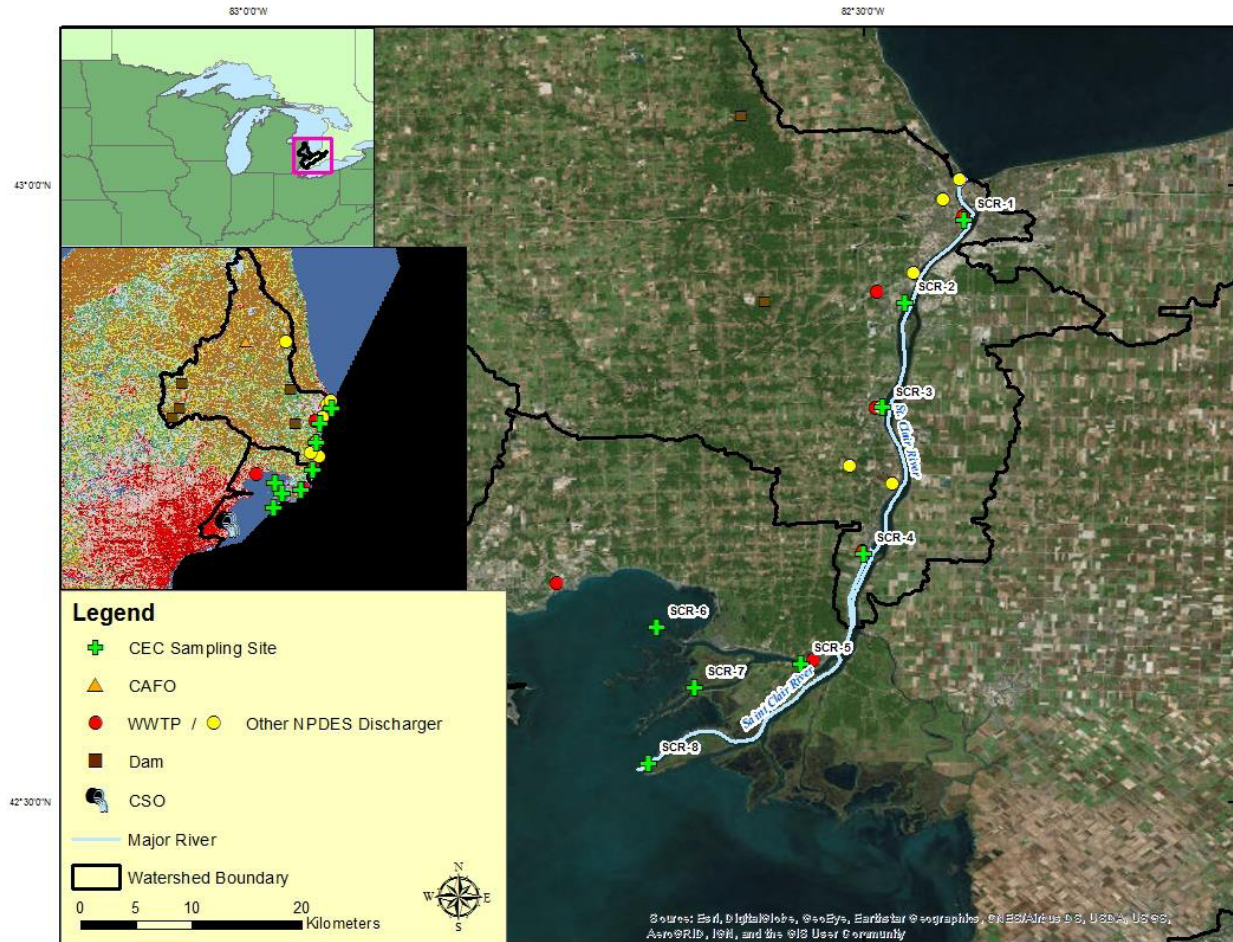 83°0'0"W
82°30'0"W
43°0'0"N
42°30'0"N
SCR-1
SCR-2
SCR-3
St. Clair River
SCR-4
SCR-6
SCR-5
SCR-7
Saint Clair River
SCR-8
Legend
CEC Sampling Site
CAFO
WWTP / Other NPDES Discharger
Dam
CSO
Major River
Watershed Boundary
0 5 10 20
Kilometers
N
W E
S
Source: Esri, DigitalGlobe, GeoEye, Earthstar Geographics, CNES/Airbus DS, USDA, USGS,
AeroGRID, IGN, and the GIS User Community